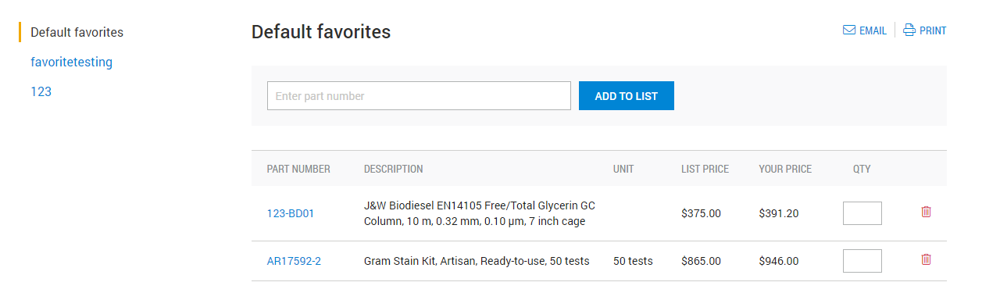 Default favorites
favoritetesting
123
Default favorites
EMAIL PRINT
Enter part number ADD TO LIST
PART NUMBER DESCRIPTION UNIT LIST PRICE YOUR PRICE QTY
123-BD01 J&W Biodiesel EN14105 Free/Total Glycerin GC $375.00 $391.20
Column, 10 m, 0.32 mm, 0.10 µm, 7 inch cage
AR17592-2 Gram Stain Kit, Artisan, Ready-to-use, 50 tests 50 tests $865.00 $946.00